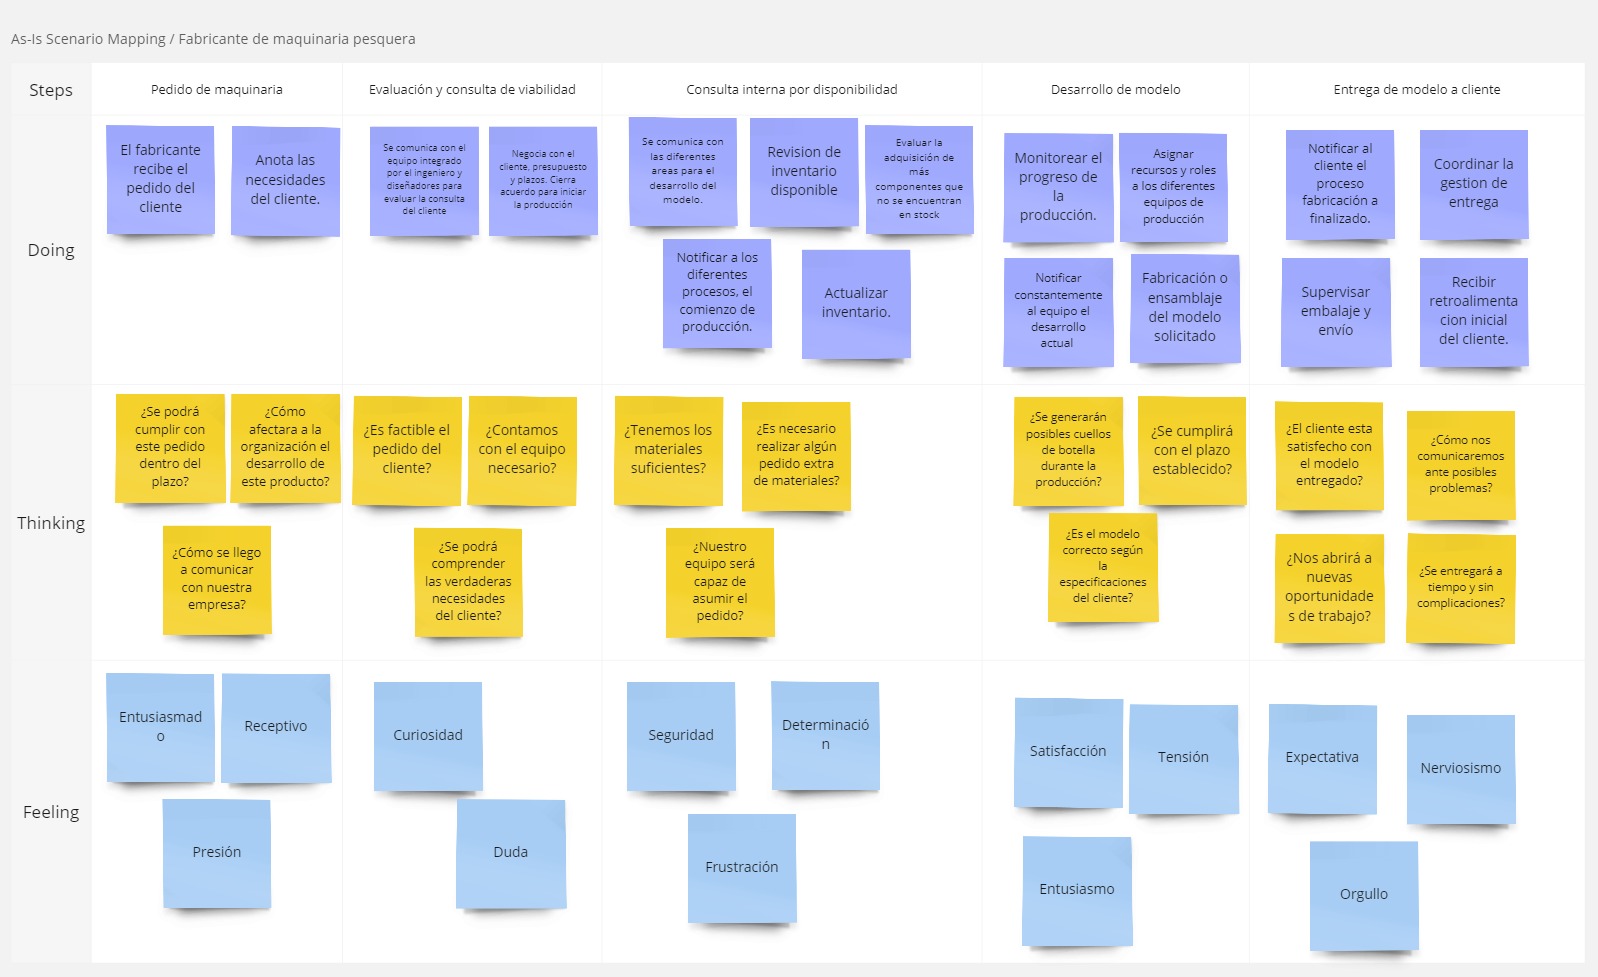 As-Is Scenario Mapping / Fabricante de maquinaria pesquera
Steps
Pedido de maquinaria
Evaluación y consulta de viabilidad
Consulta interna por disponibilidad
Desarrollo de modelo
Entrega de modelo a cliente
Doing
El fabricante
recibe el
pedido del
cliente
Anota las
necesidades
del cliente.
Se comunica con el
equipo integrado
por el ingeniero y
diseñadores para
evaluar la consulta
del cliente
Negocia con el
cliente, presupuesto
y plazos. Cierra
acuerdo para iniciar
la producción
Se comunica con
las diferentes
areas para el
desarrollo del
modelo.
Revision de
inventario
disponible
Evaluar la
adquisición de
más
componentes que
no se encuentran
en stock
Notificar a los
diferentes
procesos, el
comienzo de
producción.
Actualizar
inventario.
Monitorear el
progreso de
la
producción.
Asignar
recursos y roles
a los diferentes
equipos de
producción
Notificar
constantemente
al equipo el
desarrollo
actual
Fabricación o
ensamblaje
del modelo
solicitado
Notificar al
cliente el
proceso
fabricación a
finalizado.
Coordinar la
gestion de
entrega
Supervisar
embalaje y
envío
Recibir
retroalimenta
cion inicial
del cliente.
Thinking
¿Se podrá
cumplir con
este pedido
dentro del
plazo?
¿Cómo
afectara a la
organización el
desarrollo de
este producto?
¿Cómo se llego
a comunicar
con nuestra
empresa?
¿Es factible el
pedido del
cliente?
¿Contamos
con el equipo
necesario?
¿Se podrá
comprender
las verdaderas
necesidades
del cliente?
¿Tenemos los
materiales
suficientes?
¿Es necesario
realizar algún
pedido extra
de materiales?
¿Nuestro
equipo será
capaz de
asumir el
pedido?
¿Se generarán
posibles cuellos
de botella
durante la
producción?
¿Se cumplirá
con el plazo
establecido?
¿Es el modelo
correcto según
la
especificaciones
del cliente?
¿El cliente esta
satisfecho con
el modelo
entregado?
¿Cómo nos
comunicaremos
ante posibles
problemas?
¿Nos abrirá a
nuevas
oportunidade
s de trabajo?
¿Se entregará a
tiempo y sin
complicaciones?
Feeling
Entusiasmad
o
Receptivo
Presión
Curiosidad
Duda
Seguridad
Determinació
n
Frustración
Satisfacción
Tensión
Entusiasmo
Expectativa
Nerviosismo
Orgullo